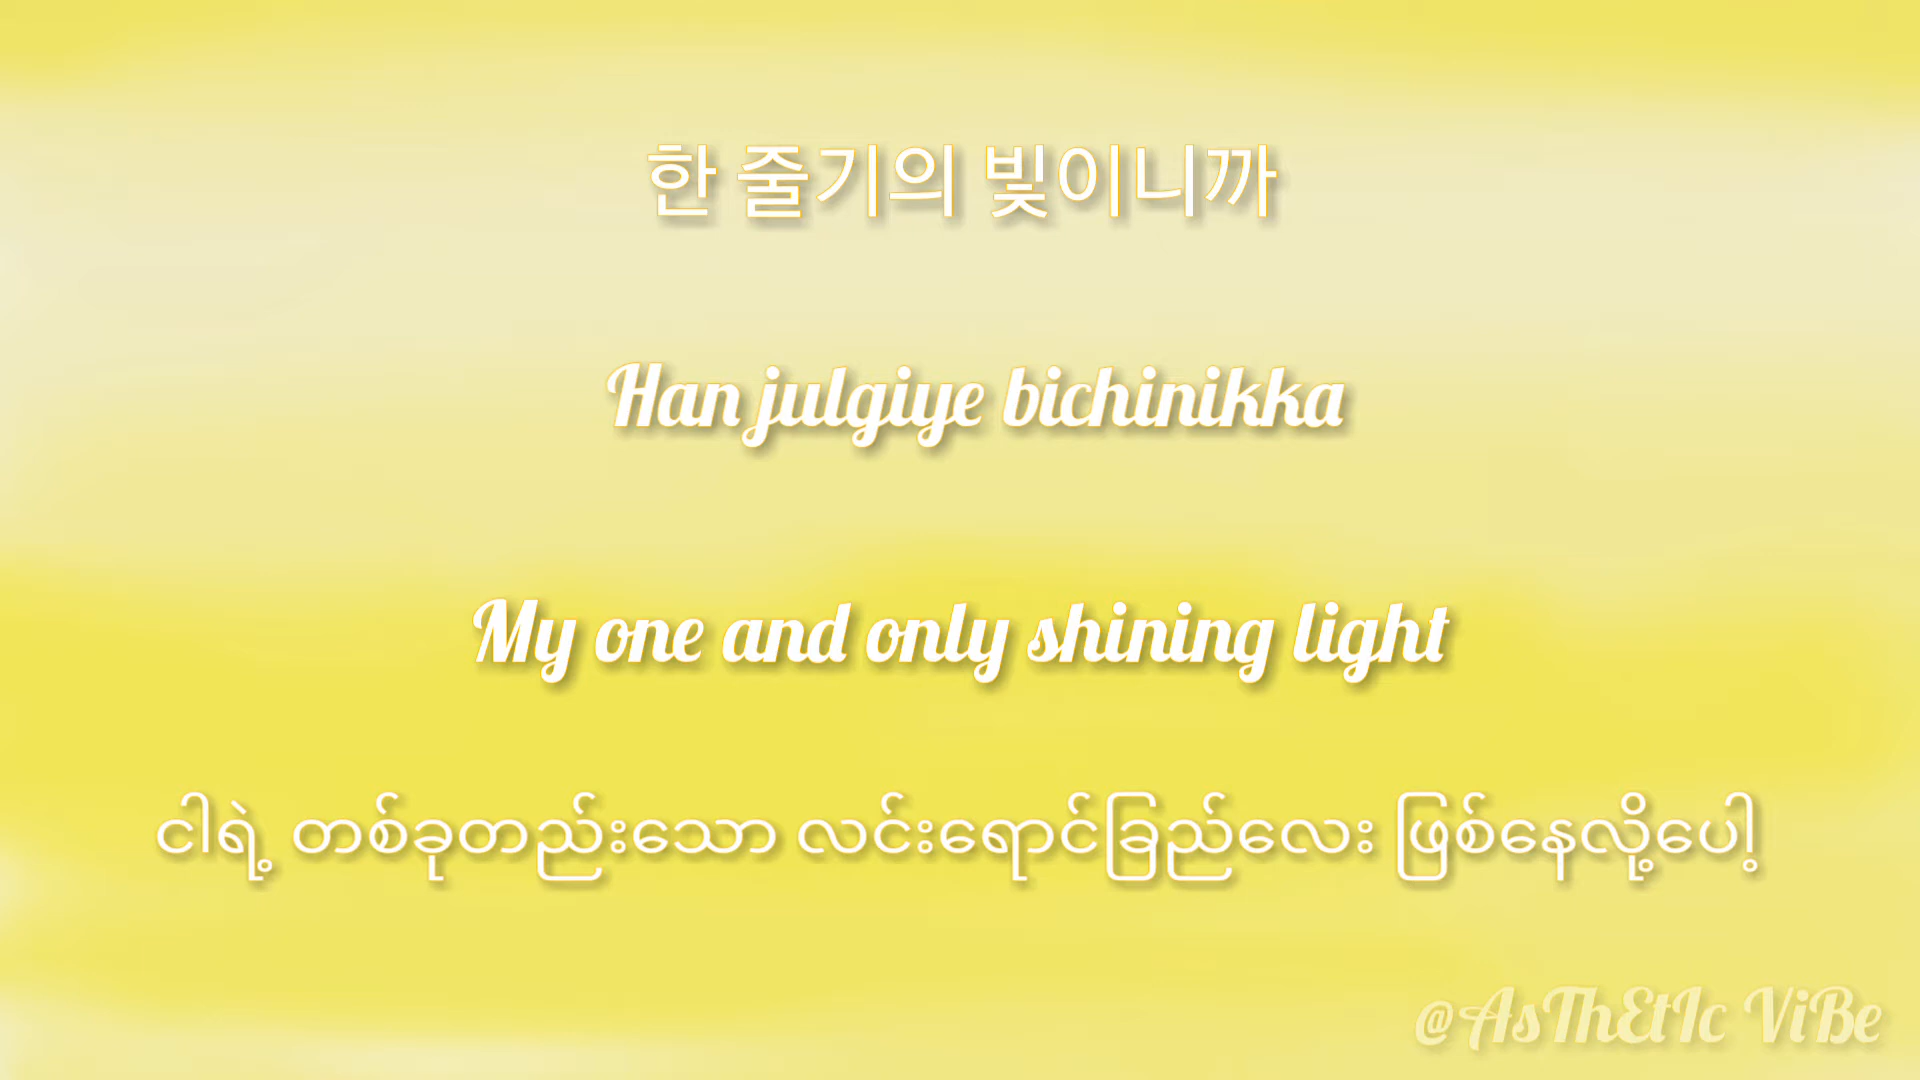 한 줄기의 빛이니까
Han julgiye bichinikka
My one and only shining light
ငါရဲ့ တစ်ခုတည်းသော လင်းရောင်ခြည်လေး ဖြစ်နေလို့ပေါ့
@AsThEtIc ViBe